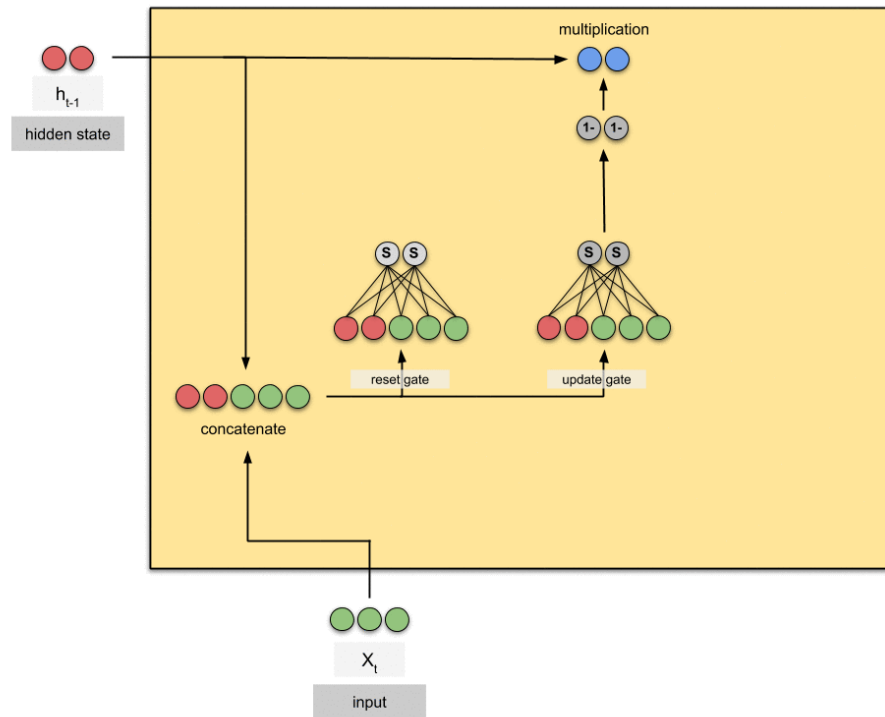 multiplication
h t-1
hidden state
1- 1-
S S
S S
reset gate
update gate
concatenate
X t
input